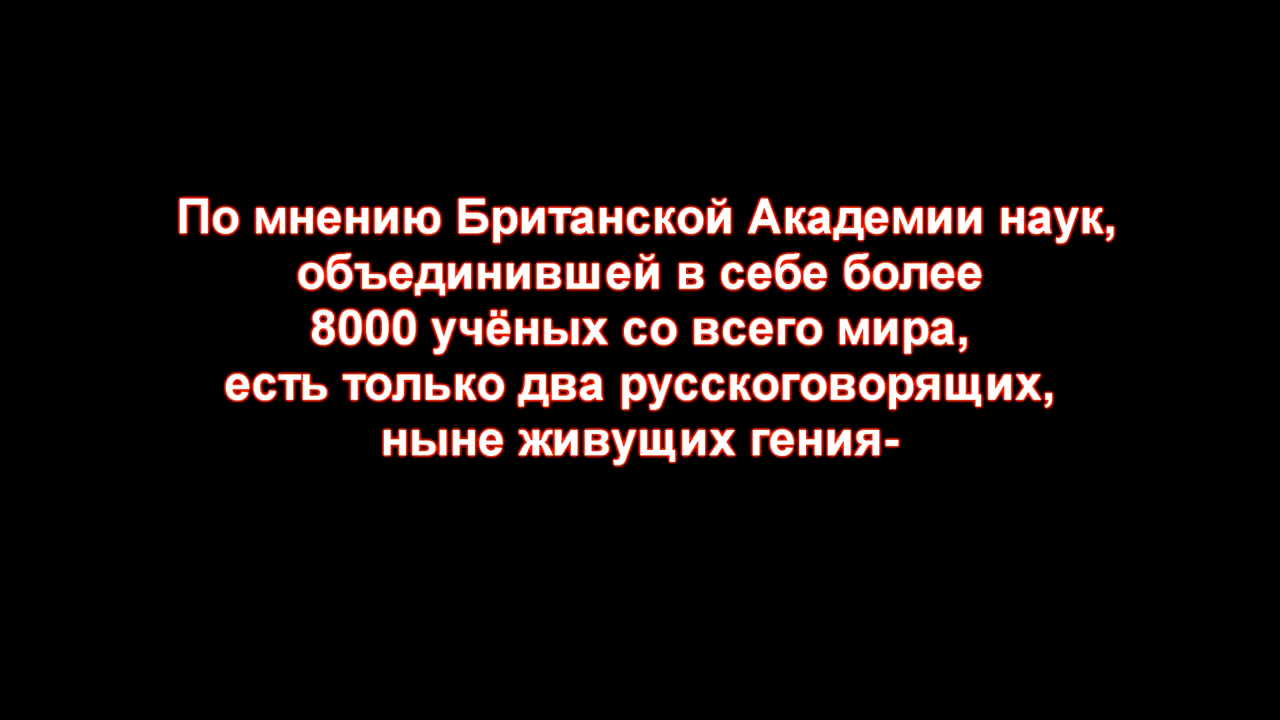 По мнению Британской Академии наук,
объединившей в себе более
8000 учёных со всего мира,
есть только два русскоговорящих,
ныне живущих гения-